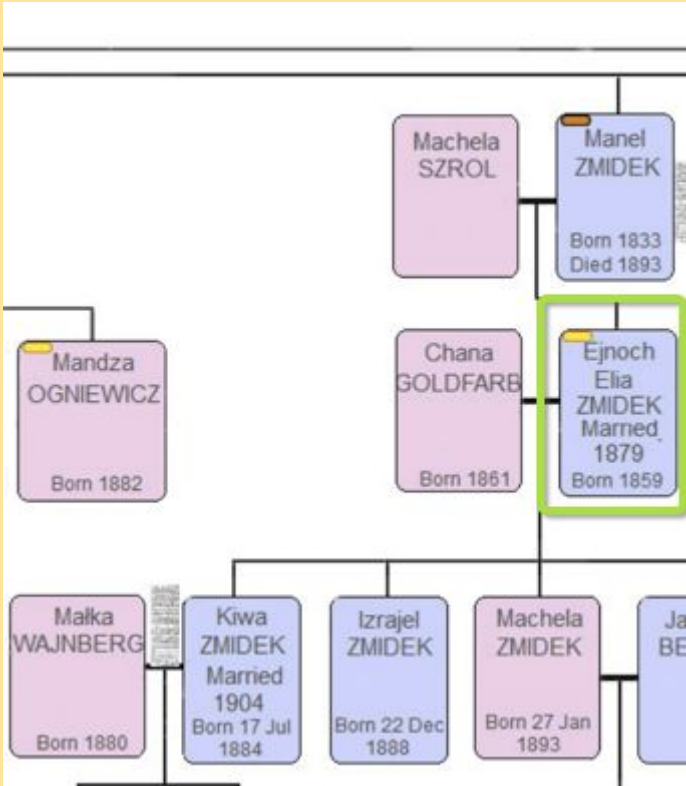 Machela
SZROL
Manel
ZMIDEK
Born 1833
Died 1893
Mandza
OGNIEWICZ
Born 1882
Chana
GOLDFARB
Born 1861
Ejnoch
Elia
ZMIDEK
Married
1879
Born 1859
Małka
WAJNBERG
Born 1880
Kiwa
ZMIDEK
Married
1904
Born 17 Jul
1884
Izrajel
ZMIDEK
Born 22 Dec
1888
Machela
ZMIDEK
Born 27 Jan
1893
Ja
BE